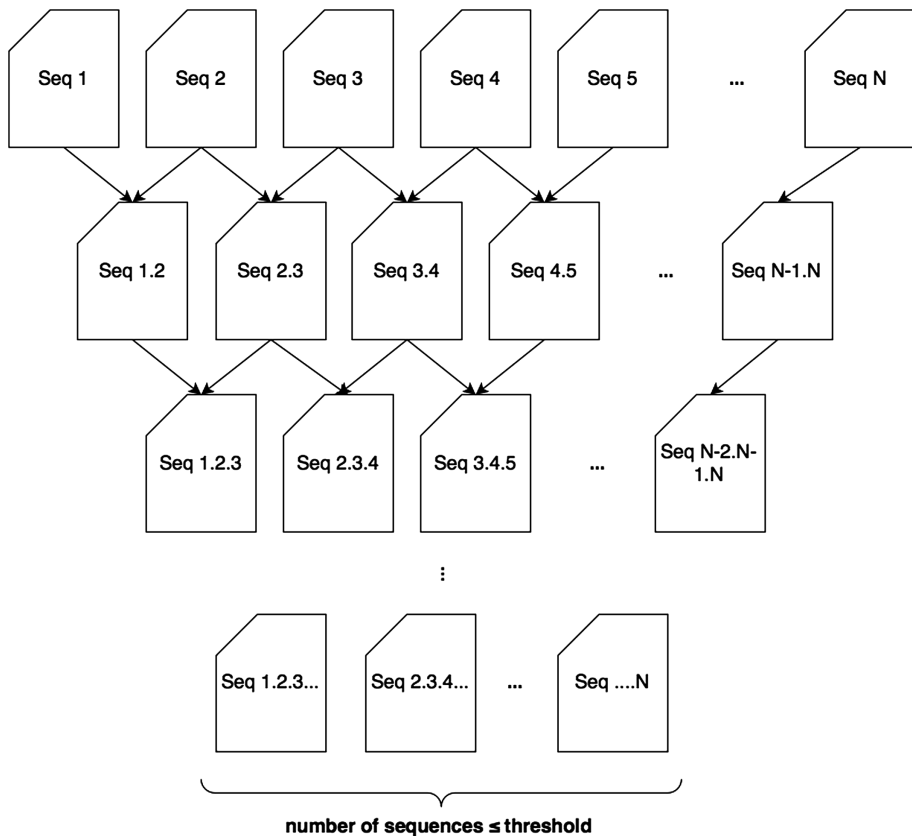 Seq 1 Seq 2 Seq 3 Seq 4 Seq 5 ... Seq N
Seq 1.2 Seq 2.3 Seq 3.4 Seq 4.5 ... Seq N-1.N
Seq 1.2.3 Seq 2.3.4 Seq 3.4.5 ... Seq N-2.N-
1.N
...
Seq 1.2.3... Seq 2.3.4... ... Seq ....N
number of sequences ≤ threshold